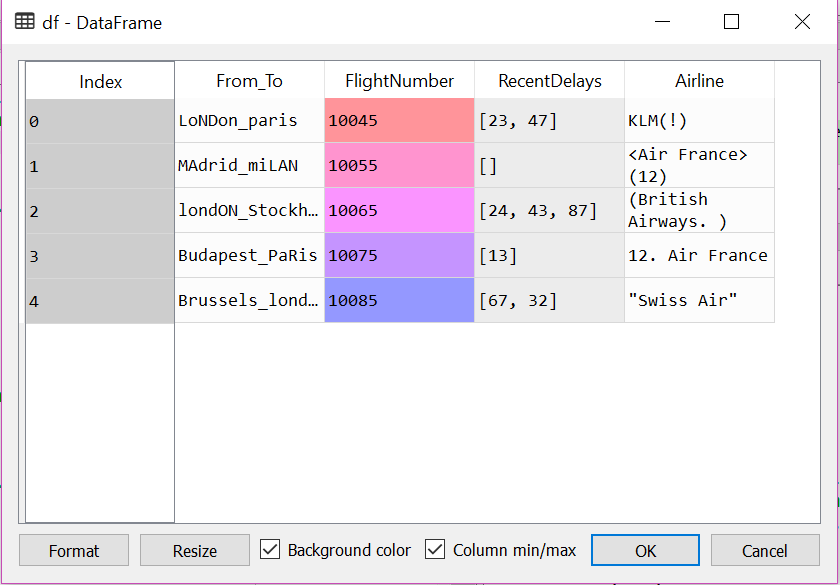 df - DataFrame
Index From_To FlightNumber RecentDelays Airline
0 LoNDon_paris 10045 [23, 47] KLM(!)
1 MAdrid_miLAN 10055 [] <Air France> (12)
2 londON_Stockh... 10065 [24, 43, 87] (British Airways. )
3 Budapest_PaRis 10075 [13] 12. Air France
4 Brussels_lond... 10085 [67, 32] "Swiss Air"
Format Resize Background color Column min/max OK Cancel